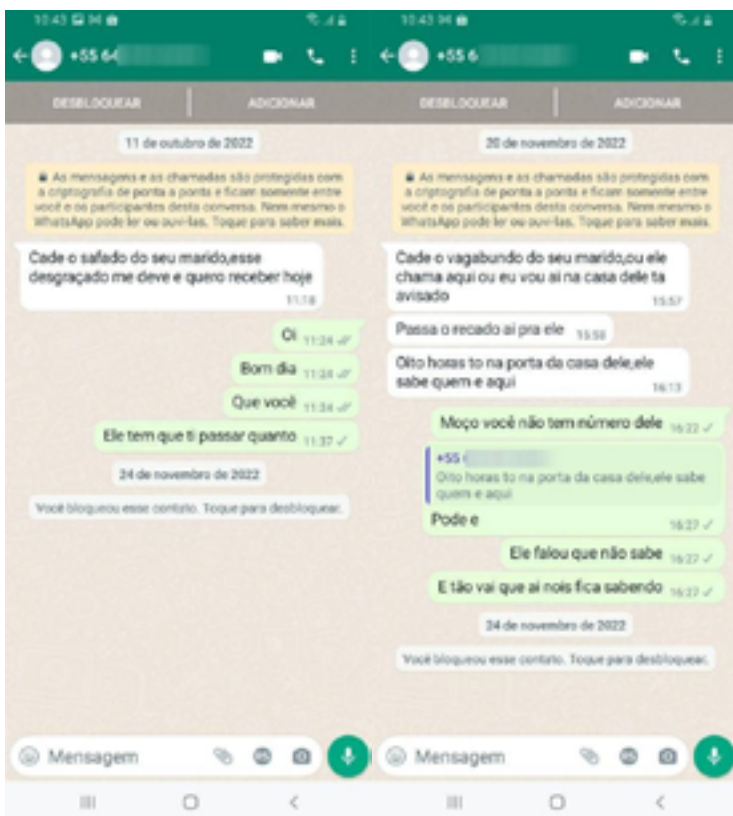 10:43
+55 64
DESBLOQUEAR
ADICIONAR
11 de outubro de 2022
As mensagens e as chamadas são protegidas com
a criptografia de ponta a ponta e ficam somente entre
você e os participantes desta conversa. Nem mesmo o
WhatsApp pode ler ou ouvi-las. Toque para saber mais.
Cade o safado do seu marido,esse
desgraçado me deve e quero receber hoje
11:18
Oi 11:24
Bom dia 11:24
Que você 11:34
Ele tem que ti passar quanto 11:37
24 de novembro de 2022
Você bloqueou esse contato. Toque para desbloquear.
Mensagem
10:43
+55 6
DESBLOQUEAR
ADICIONAR
20 de novembro de 2022
As mensagens e as chamadas são protegidas com
a criptografia de ponta a ponta e ficam somente entre
você e os participantes desta conversa. Nem mesmo o
WhatsApp pode ler ou ouvi-las. Toque para saber mais.
Cade o vagabundo do seu marido,ou ele
chama aqui ou eu vou ai na casa dele ta
avisado
15:57
Passa o recado ai pra ele 15:58
Oito horas to na porta da casa dele,ele
sabe quem e aqui
16:13
Moço você não tem número dele 16:22
+55
Oito horas to na porta da casa dele,ele sabe
quem e aqui
Pode e 16:27
Ele falou que não sabe 16:27
E tão vai que ai nois fica sabendo 16:27
24 de novembro de 2022
Você bloqueou esse contato. Toque para desbloquear.
Mensagem